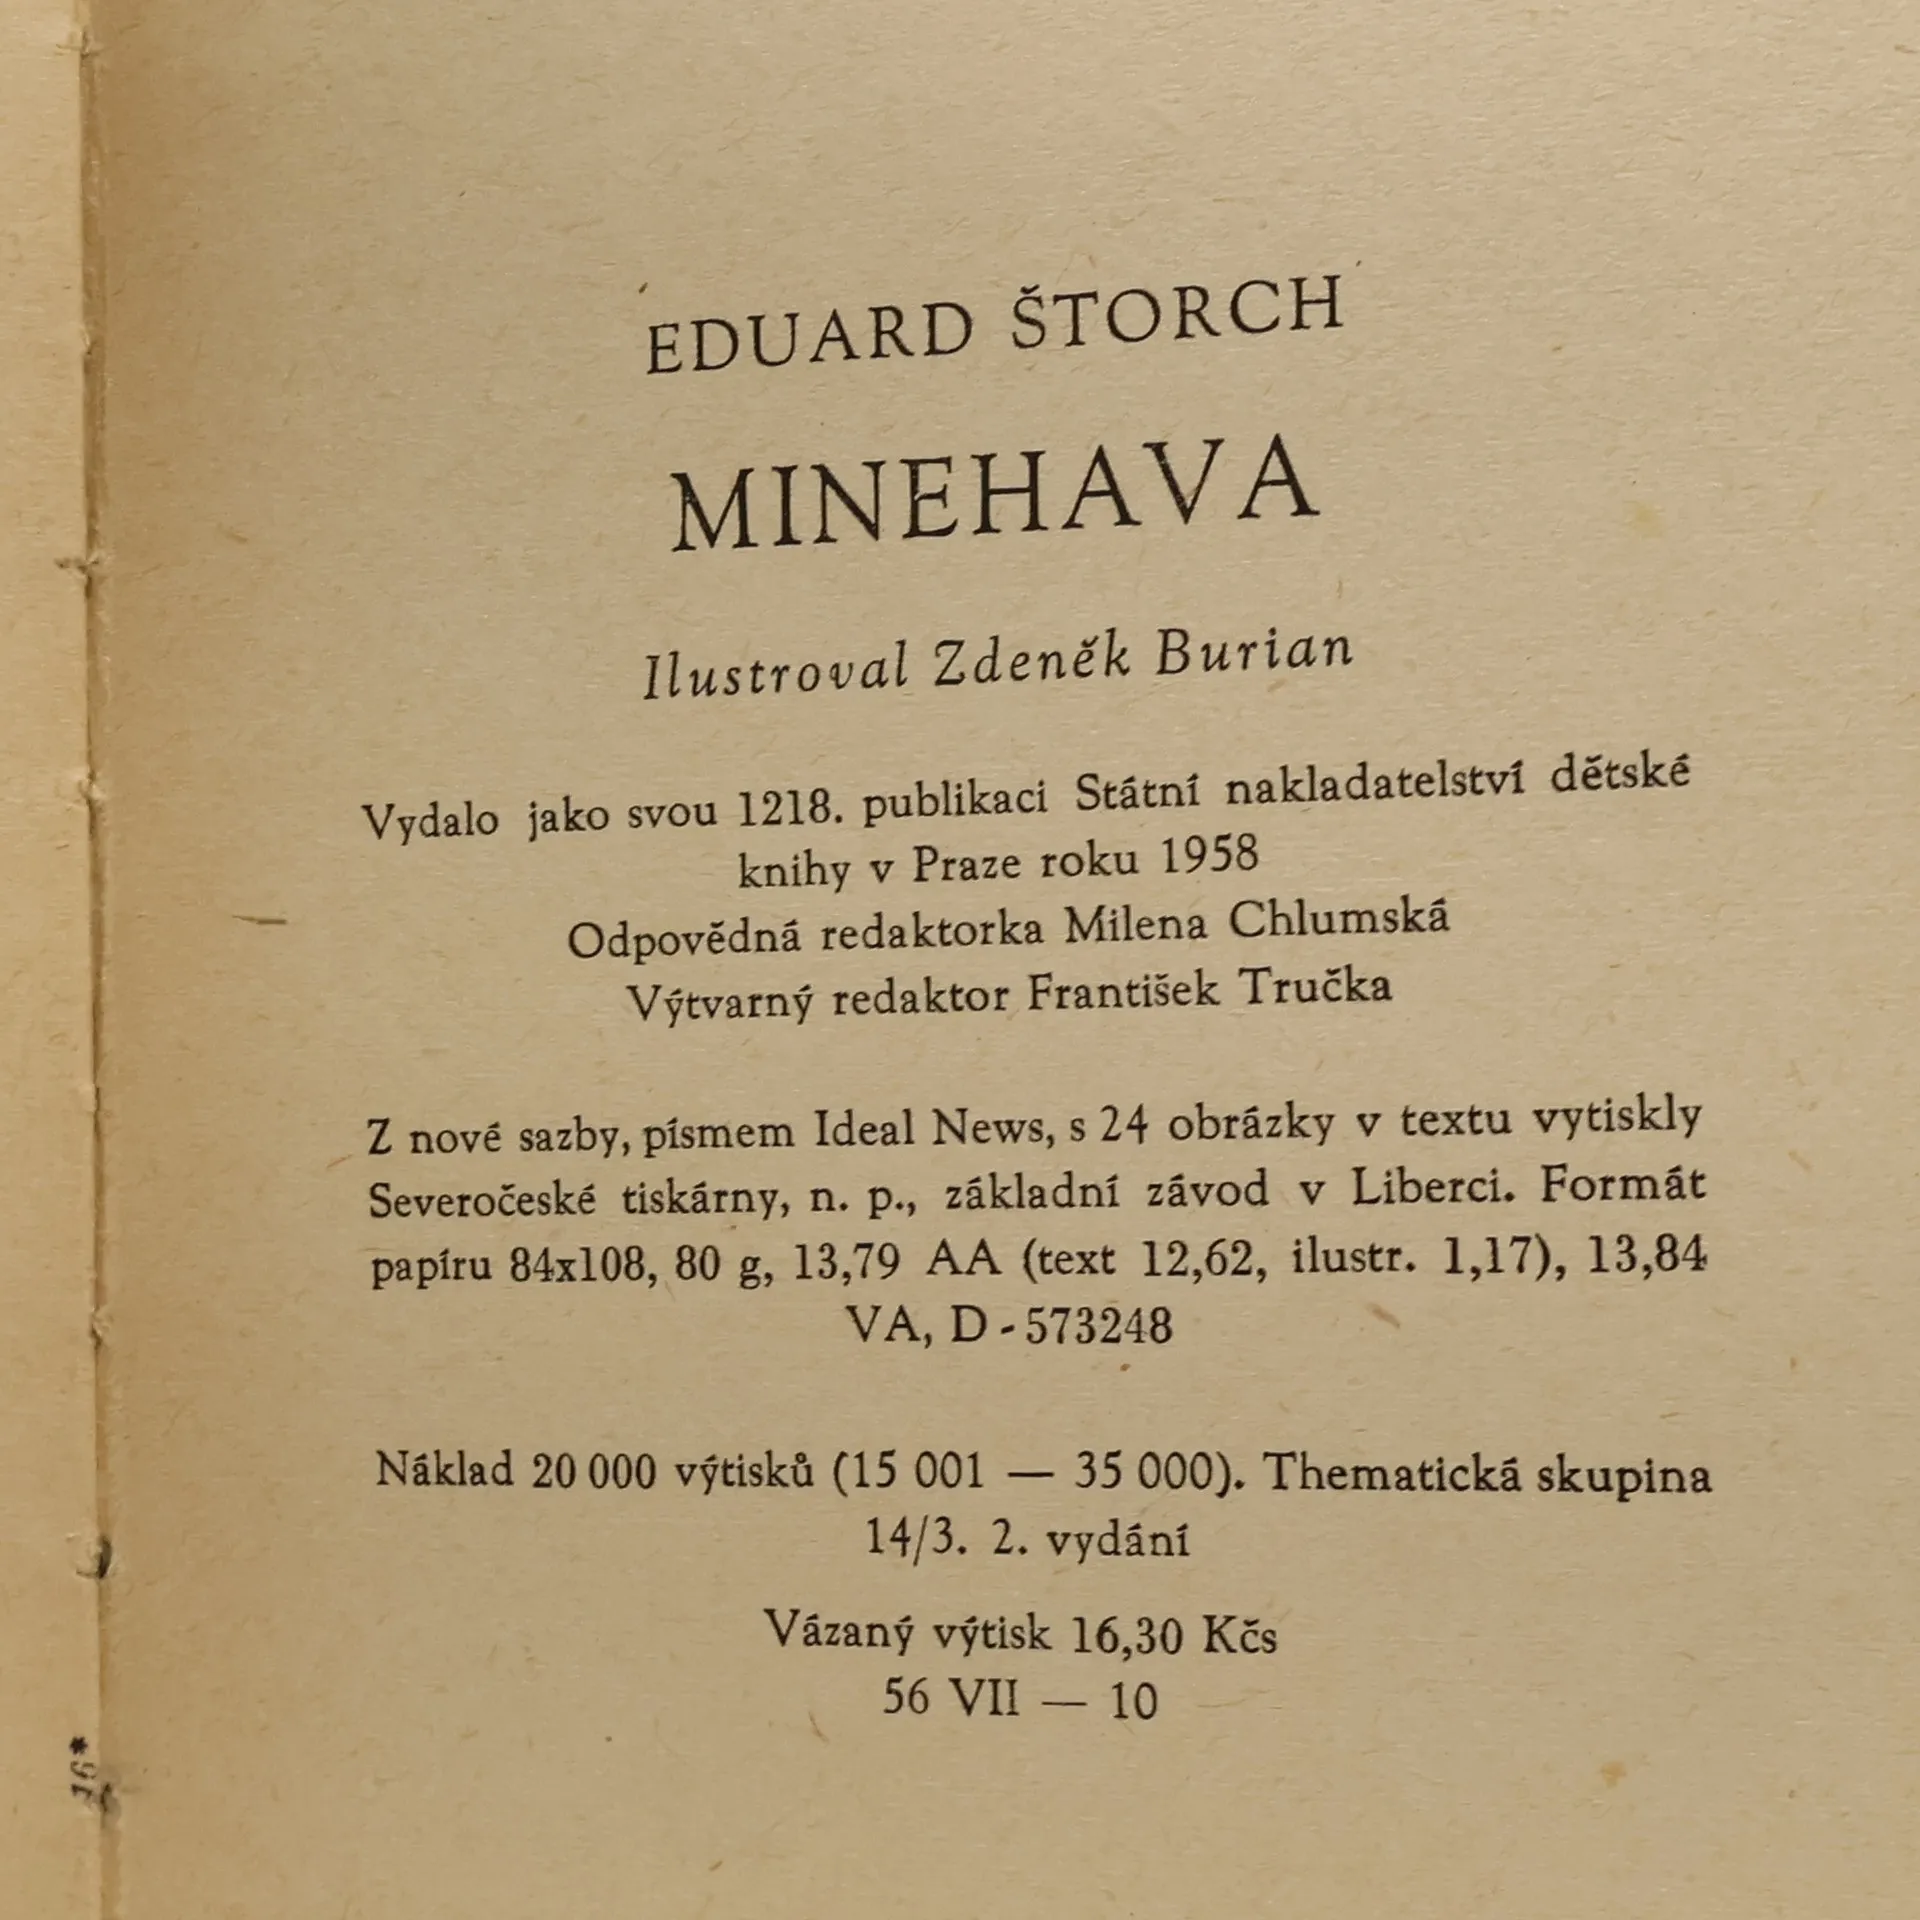 EDUARD ŠTORCH
MINEHAVA
Ilustroval Zdeněk Burian
Vydalo jako svou 1218. publikaci Státní nakladatelství dětské
knihy v Praze roku 1958
Odpovědná redaktorka Milena Chlumská
Výtvarný redaktor František Tručka
Z nové sazby, písmem Ideal News, s 24 obrázky v textu vytiskly
Severočeské tiskárny, n. p., základní závod v Liberci. Formát
papíru 84x108, 80 g, 13,79 AA (text 12,62, ilustr. 1,17), 13,84
VA, D - 573248
Náklad 20 000 výtisků (15 001 — 35 000). Thematická skupina
14/3. 2. vydání
Vázaný výtisk 16,30 Kčs
56 VII — 10
16*